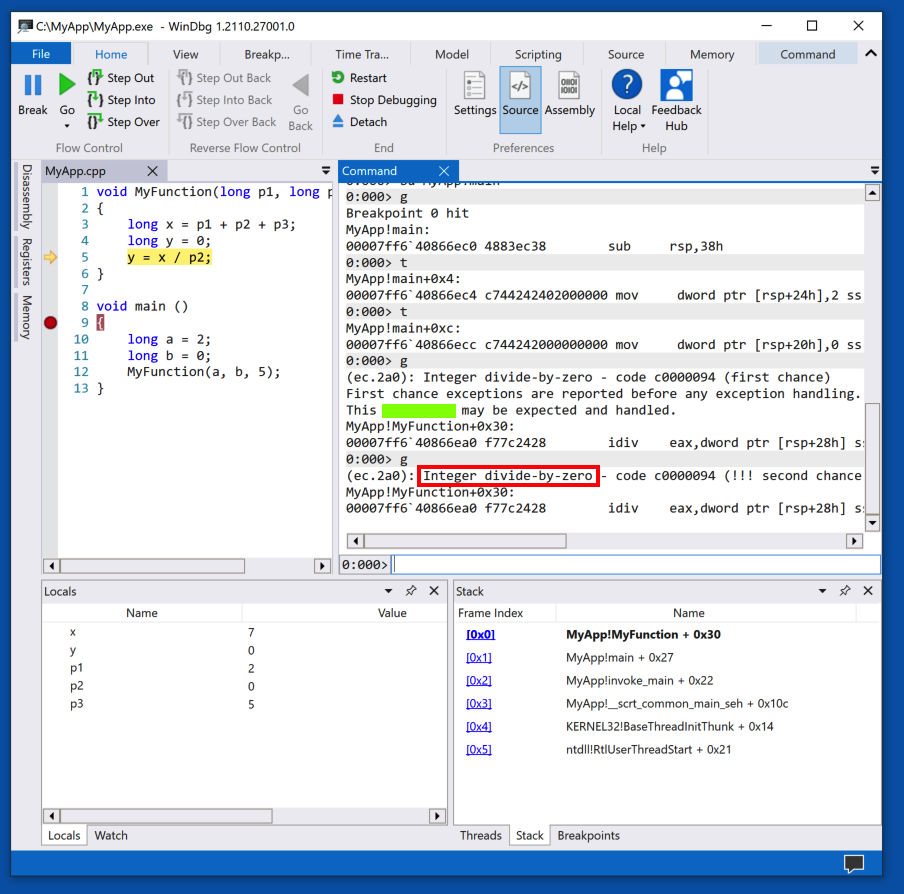 C:\MyApp\MyApp.exe - WinDbg 1.2110.27001.0
File Home View Breakp... Time Tra... Model Scripting Source Memory Command
Break
Go
Step Out
Step Into
Step Over
Flow Control
Step Out Back
Step Into Back
Step Over Back
Go
Back
Reverse Flow Control
Restart
Stop Debugging
Detach
End
Settings
Source
Assembly
Preferences
Local
Help
Feedback
Hub
Help
Disassembly
Registers
Memory
MyApp.cpp
1 void MyFunction(long p1, long p
2 {
3 long x = p1 + p2 + p3;
4 long y = 0;
5 y = x / p2;
6 }
7
8 void main ()
9 {
10 long a = 2;
11 long b = 0;
12 MyFunction(a, b, 5);
13 }
Command
0:000> bu MyApp!main
0:000> g
Breakpoint 0 hit
MyApp!main:
00007ff6`40866ec0 4883ec38 sub rsp,38h
0:000> t
MyApp!main+0x4:
00007ff6`40866ec4 c744242402000000 mov dword ptr [rsp+24h],2 ss
0:000> t
MyApp!main+0xc:
00007ff6`40866ecc c744242000000000 mov dword ptr [rsp+20h],0 ss
0:000> g
(ec.2a0): Integer divide-by-zero - code c0000094 (first chance)
First chance exceptions are reported before any exception handling.
This may be expected and handled.
MyApp!MyFunction+0x30:
00007ff6`40866ea0 f77c2428 idiv eax,dword ptr [rsp+28h] s
0:000> g
(ec.2a0): Integer divide-by-zero - code c0000094 (!!! second chance
MyApp!MyFunction+0x30:
00007ff6`40866ea0 f77c2428 idiv eax,dword ptr [rsp+28h] s
0:000>
Locals
Name Value
x 7
y 0
p1 2
p2 0
p3 5
Locals Watch
Stack
Frame Index Name
[0x0] MyApp!MyFunction + 0x30
[0x1] MyApp!main + 0x27
[0x2] MyApp!invoke_main + 0x22
[0x3] MyApp!__scrt_common_main_seh + 0x10c
[0x4] KERNEL32!BaseThreadInitThunk + 0x14
[0x5] ntdll!RtlUserThreadStart + 0x21
Threads Stack Breakpoints